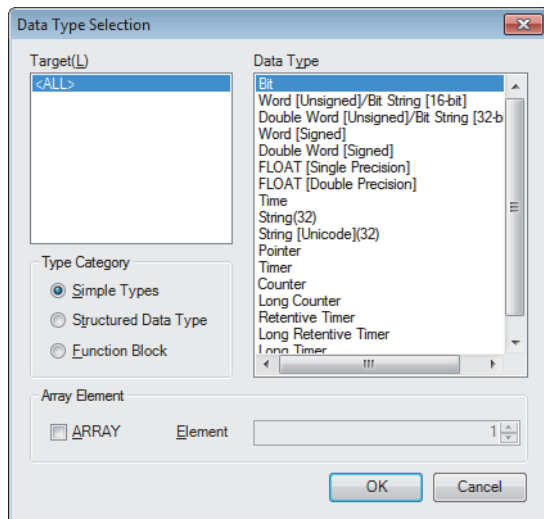 Data Type Selection
Target(L)
<ALL>
Data Type
Bit
Word [Unsigned]/Bit String [16-bit]
Double Word [Unsigned]/Bit String [32-b
Word [Signed]
Double Word [Signed]
FLOAT [Single Precision]
FLOAT [Double Precision]
Time
String(32)
String [Unicode](32)
Pointer
Timer
Counter
Long Counter
Retentive Timer
Long Retentive Timer
Long Timer
Type Category
Simple Types
Structured Data Type
Function Block
Array Element
ARRAY
Element
1
OK
Cancel